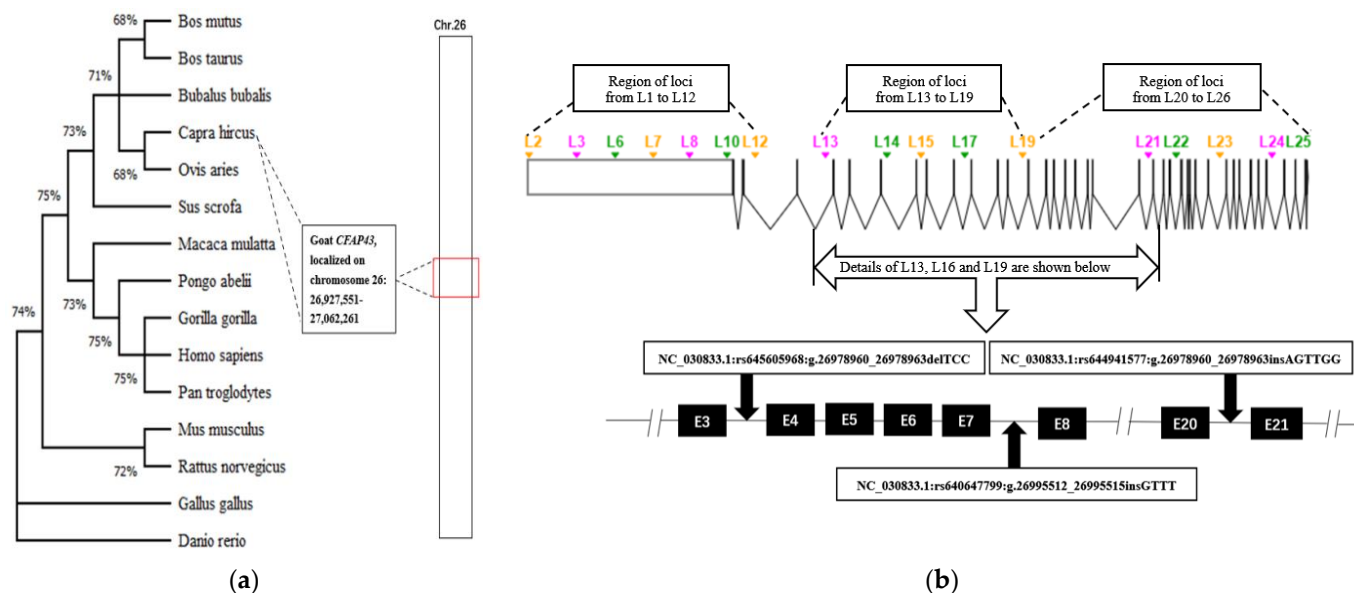 68%
Bos mutus
Bos taurus
71%
Bubalus bubalis
73%
Capra hircus
68%
Ovis aries
75%
Sus scrofa
Macaca mulatta
73%
Pongo abelii
74%
Gorilla gorilla
75%
Homo sapiens
75%
Pan troglodytes
Mus musculus
72%
Rattus norvegicus
Gallus gallus
Danio rerio
Goat CFAP43,
localized on
chromosome 26:
26,927,551-
27,062,261
Chr.26
(a)
Region of loci
from L1 to L12
Region of loci
from L13 to L19
Region of loci
from L20 to L26
L2 L3 L6 L7 L8 L10 L12 L13 L14 L15 L17 L19 L21 L22 L23 L24 L25
Details of L13, L16 and L19 are shown below
NC_030833.1:rs645605968:g.26978960_26978963delTCC
NC_030833.1:rs644941577:g.26978960_26978963insAGTTGG
// E3 E4 E5 E6 E7 E8 // E20 E21 //
NC_030833.1:rs640647799:g.26995512_26995515insGTTT
(b)